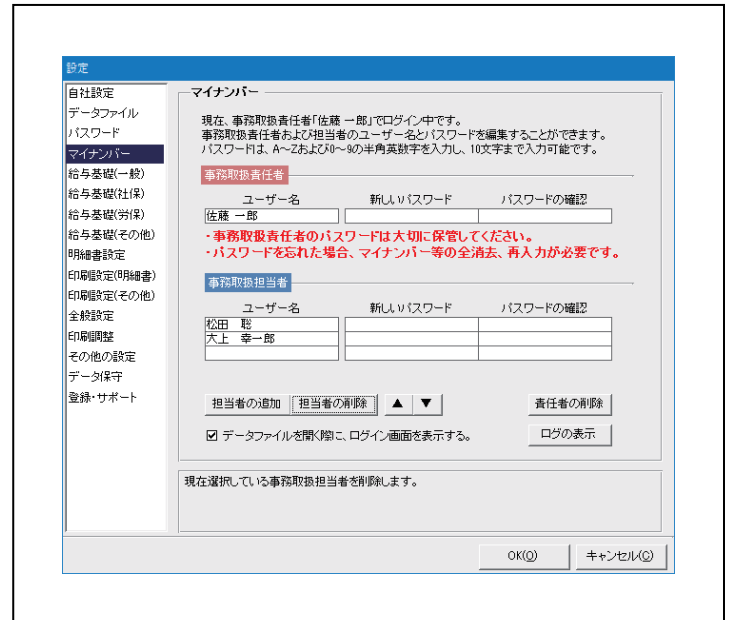 設定
自社設定
データファイル
パスワード
マイナンバー
給与基礎(一般)
給与基礎(社保)
給与基礎(労保)
給与基礎(その他)
明細書設定
印刷設定(明細書)
印刷設定(その他)
全般設定
印刷調整
その他の設定
データ保守
登録・サポート
マイナンバー
現在、事務取扱責任者「佐藤 一郎」でログイン中です。
事務取扱責任者および担当者のユーザー名とパスワードを編集することができます。
パスワードは、A~Zおよび0~9の半角英数字を入力し、10文字まで入力可能です。
事務取扱責任者
ユーザー名 新しいパスワード パスワードの確認
佐藤 一郎
・事務取扱責任者のパスワードは大切に保管してください。
・パスワードを忘れた場合、マイナンバー等の全消去、再入力が必要です。
事務取扱担当者
ユーザー名 新しいパスワード パスワードの確認
松田 聡
大上 幸一郎
担当者の追加 担当者の削除 ▲ ▼ 責任者の削除
データファイルを開く際に、ログイン画面を表示する。 ログの表示
現在選択している事務取扱担当者を削除します。
OK(O) キャンセル(C)